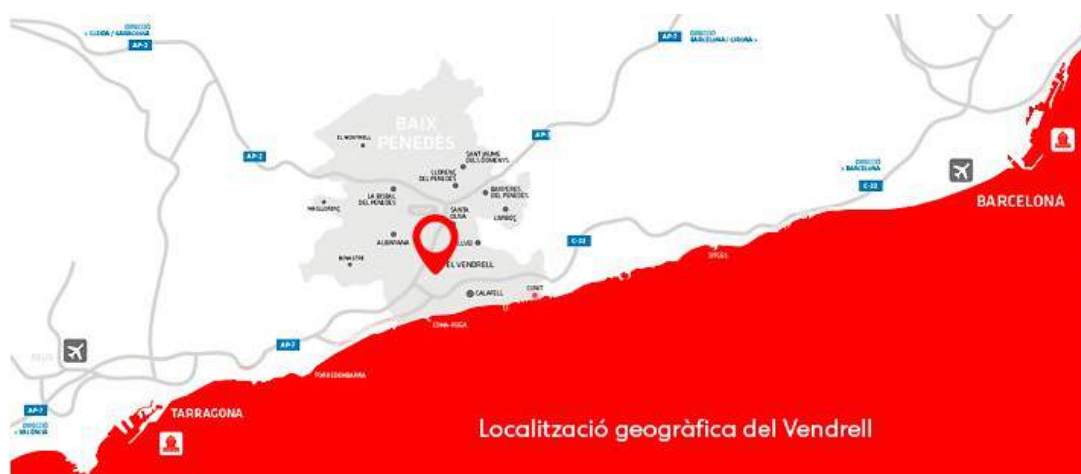 DIRECCIÓ
AP-2
AP-7
DIRECCIÓ
BARCELONA / GIRONA >
BAIX
PENEDÈS
EL MONTMELL
AP-2
AP-7
SANT JAUME
DELS DOMENYS
LLORENÇ
DEL PENEDÈS
LA BISBAL
DEL PENEDÈS
BANYERES
DEL PENEDÈS
MASLLORENÇ
SANTA
OLIVA
ALBINYANA
BONASTRE
EL VENDRELL
C-32
CALAFELL
CUNIT
COMA-RUGA
SITGES
DIRECCIÓ
> BARCELONA
C-32
BARCELONA
REUS
AP-7
TORREDEMBARRA
AP-7
DIRECCIÓ
< VALÈNCIA
TARRAGONA
Localització geogràfica del Vendrell